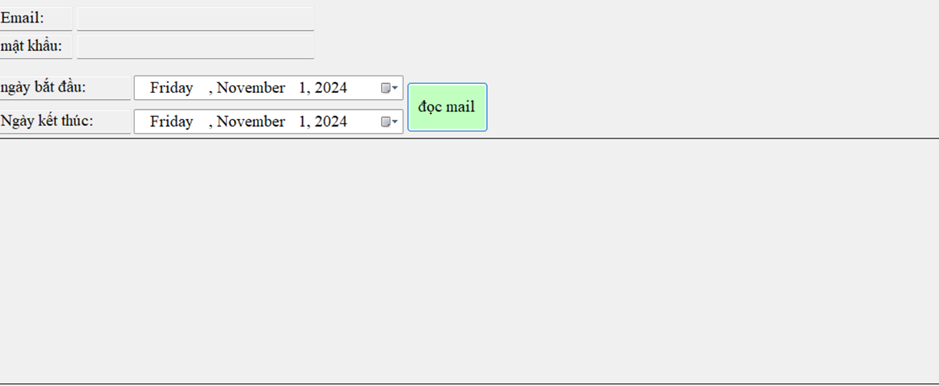 Email:
mật khẩu:
ngày bắt đầu: Friday , November 1, 2024
đọc mail
Ngày kết thúc: Friday , November 1, 2024